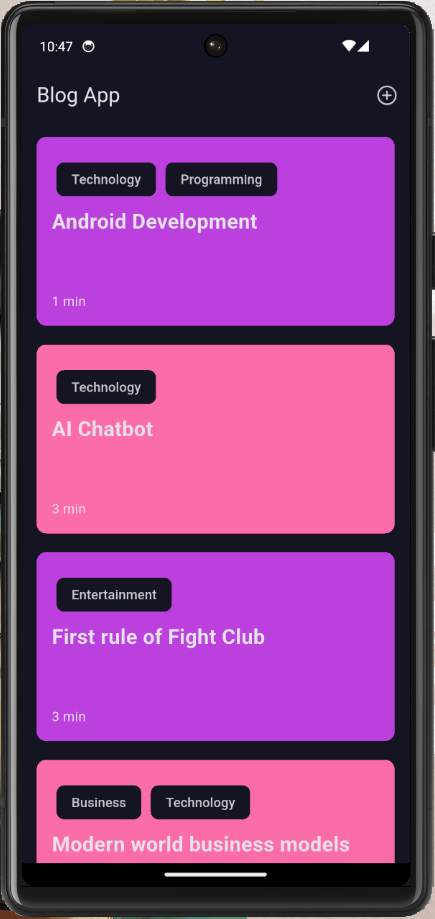 10:47
Blog App
Technology Programming
Android Development
1 min
Technology
AI Chatbot
3 min
Entertainment
First rule of Fight Club
3 min
Business Technology
Modern world business models